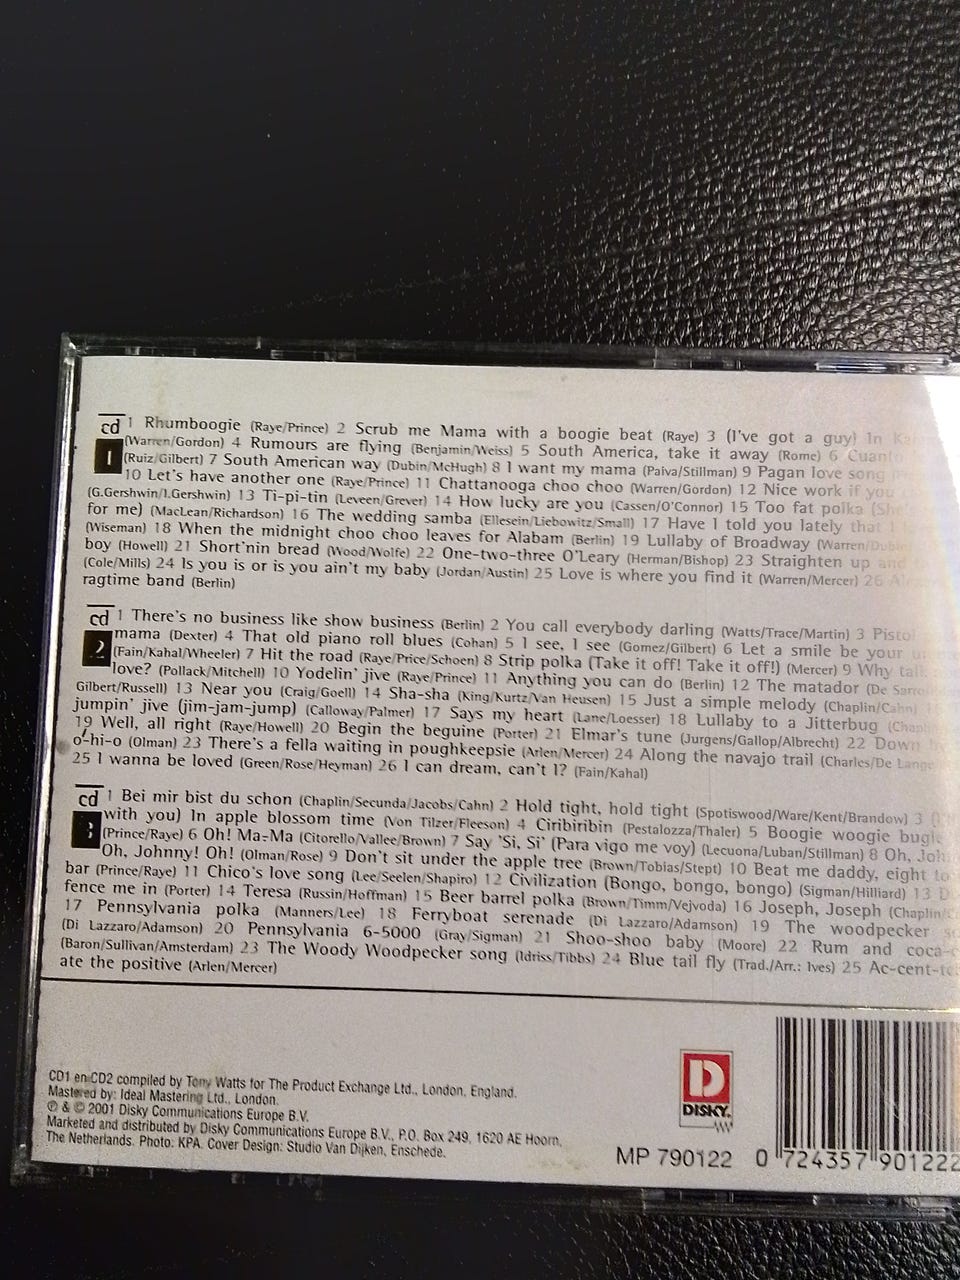 cd 1 Rhumboogie (Raye/Prince) 2 Scrub me Mama with a boogie beat (Raye) 3 (I've got a guy) In
1 (Warren/Gordon) 4 Rumours are flying (Benjamin/Weiss) 5 South America, take it away (Rome) 6 Cuanto
(Ruiz/Gilbert) 7 South American way (Dubin/McHugh) 8 I want my mama (Paiva/Stillman) 9 Pagan love song
10 Let's have another one (Raye/Prince) 11 Chattanooga choo choo (Warren/Gordon) 12 Nice work if you
(G.Gershwin/I.Gershwin) 13 Ti-pi-tin (Leveen/Grever) 14 How lucky are you (Cassen/O'Connor) 15 Too fat polka (She's
for me) (MacLean/Richardson) 16 The wedding samba (Ellesein/Liebowitz/Small) 17 Have I told you lately that I
(Wiseman) 18 When the midnight choo choo leaves for Alabam (Berlin) 19 Lullaby of Broadway (Warren/Dubin)
boy (Howell) 21 Short'nin bread (Wood/Wolfe) 22 One-two-three O'Leary (Herman/Bishop) 23 Straighten up and
(Cole/Mills) 24 Is you is or is you ain't my baby (Jordan/Austin) 25 Love is where you find it (Warren/Mercer) 26
ragtime band (Berlin)
cd 1 There's no business like show business (Berlin) 2 You call everybody darling (Watts/Trace/Martin) 3 Pistol
2 mama (Dexter) 4 That old piano roll blues (Cohan) 5 I see, I see (Gomez/Gilbert) 6 Let a smile be your
(Fain/Kahal/Wheeler) 7 Hit the road (Raye/Price/Schoen) 8 Strip polka (Take it off! Take it off!) (Mercer) 9 Why talk
love? (Pollack/Mitchell) 10 Yodelin' jive (Raye/Prince) 11 Anything you can do (Berlin) 12 The matador (De
Gilbert/Russell) 13 Near you (Craig/Goell) 14 Sha-sha (King/Kurtz/Van Heusen) 15 Just a simple melody (Chaplin/Cahn)
jumpin' jive (jim-jam-jump) (Calloway/Palmer) 17 Says my heart (Lane/Loesser) 18 Lullaby to a Jitterbug
19 Well, all right (Raye/Howell) 20 Begin the beguine (Porter) 21 Elmar's tune (Jurgens/Gallop/Albrecht) 22 Down
o-hi-o (Olman) 23 There's a fella waiting in poughkeepsie (Arlen/Mercer) 24 Along the navajo trail (Charles/De Lange
25 I wanna be loved (Green/Rose/Heyman) 26 I can dream, can't I? (Fain/Kahal)
cd 1 Bei mir bist du schon (Chaplin/Secunda/Jacobs/Cahn) 2 Hold tight, hold tight (Spotiswood/Ware/Kent/Brandow) 3
3 with you) In apple blossom time (Von Tilzer/Fleeson) 4 Ciribiribin (Pestalozza/Thaler) 5 Boogie woogie bugle
(Prince/Raye) 6 Oh! Ma-Ma (Citorello/Vallee/Brown) 7 Say 'Si, Si' (Para vigo me voy) (Lecuona/Luban/Stillman) 8 Oh,
Oh, Johnny! Oh! (Olman/Rose) 9 Don't sit under the apple tree (Brown/Tobias/Stept) 10 Beat me daddy, eight to
bar (Prince/Raye) 11 Chico's love song (Lee/Seelen/Shapiro) 12 Civilization (Bongo, bongo, bongo) (Sigman/Hilliard) 13
fence me in (Porter) 14 Teresa (Russin/Hoffman) 15 Beer barrel polka (Brown/Timm/Vejvoda) 16 Joseph, Joseph
17 Pennsylvania polka (Manners/Lee) 18 Ferryboat serenade (Di Lazzaro/Adamson) 19 The woodpecker
(Di Lazzaro/Adamson) 20 Pennsylvania 6-5000 (Gray/Sigman) 21 Shoo-shoo baby (Moore) 22 Rum and
(Baron/Sullivan/Amsterdam) 23 The Woody Woodpecker song (Idriss/Tibbs) 24 Blue tail fly (Trad./Arr.: Ives) 25 Ac-cent-
ate the positive (Arlen/Mercer)
CD1 en CD2 compiled by Tony Watts for The Product Exchange Ltd., London, England.
Mastered by: Ideal Mastering Ltd., London.
℗ & © 2001 Disky Communications Europe B.V.
Marketed and distributed by Disky Communications Europe B.V., P.O. Box 249, 1620 AE Hoorn,
The Netherlands. Photo: KPA. Cover Design: Studio Van Dijken, Enschede.
D
DISKY.
MP 790122 0 724357 901222